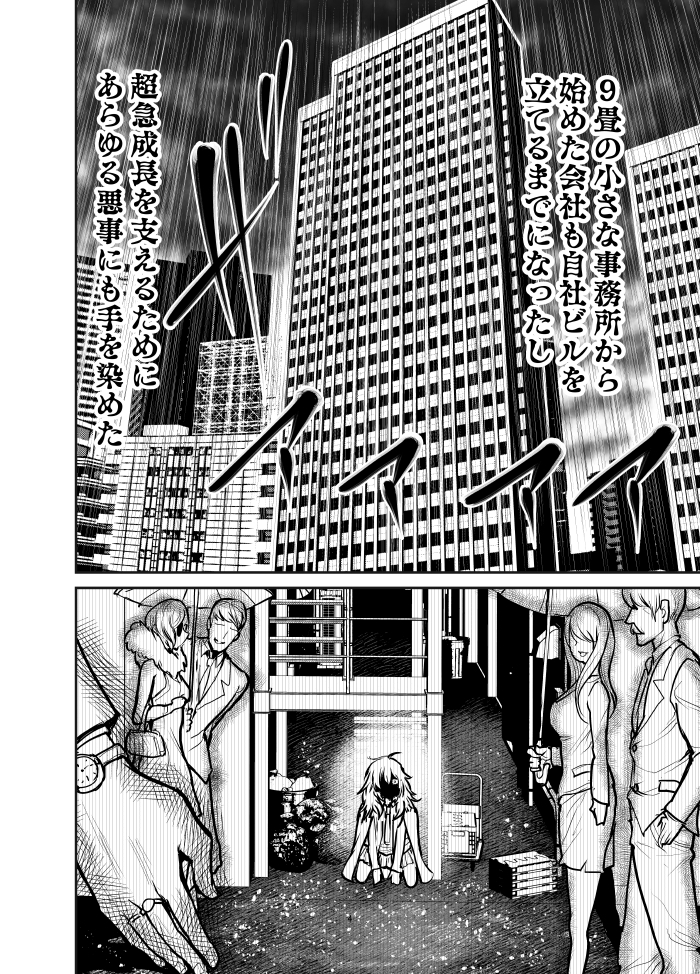 9畳の小さな事務所から
始めた会社も自社ビルを
立てるまでになったし
超急成長を支えるために
あらゆる悪事にも手を染めた
ザァァァァ